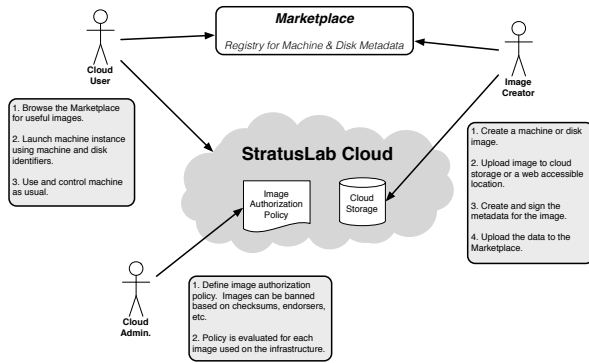 Marketplace
Registry for Machine & Disk Metadata
Cloud
User
Image
Creator
1. Browse the Marketplace
for useful images.
2. Launch machine instance
using machine and disk
identifiers.
3. Use and control machine
as usual.
StratusLab Cloud
Image
Authorization
Policy
Cloud
Storage
1. Create a machine or disk
image.
2. Upload image to cloud
storage or a web accessible
location.
3. Create and sign the
metadata for the image.
4. Upload the data to the
Marketplace.
Cloud
Admin.
1. Define image authorization
policy. Images can be banned
based on checksums, endorsers,
etc.
2. Policy is evaluated for each
image used on the infrastructure.